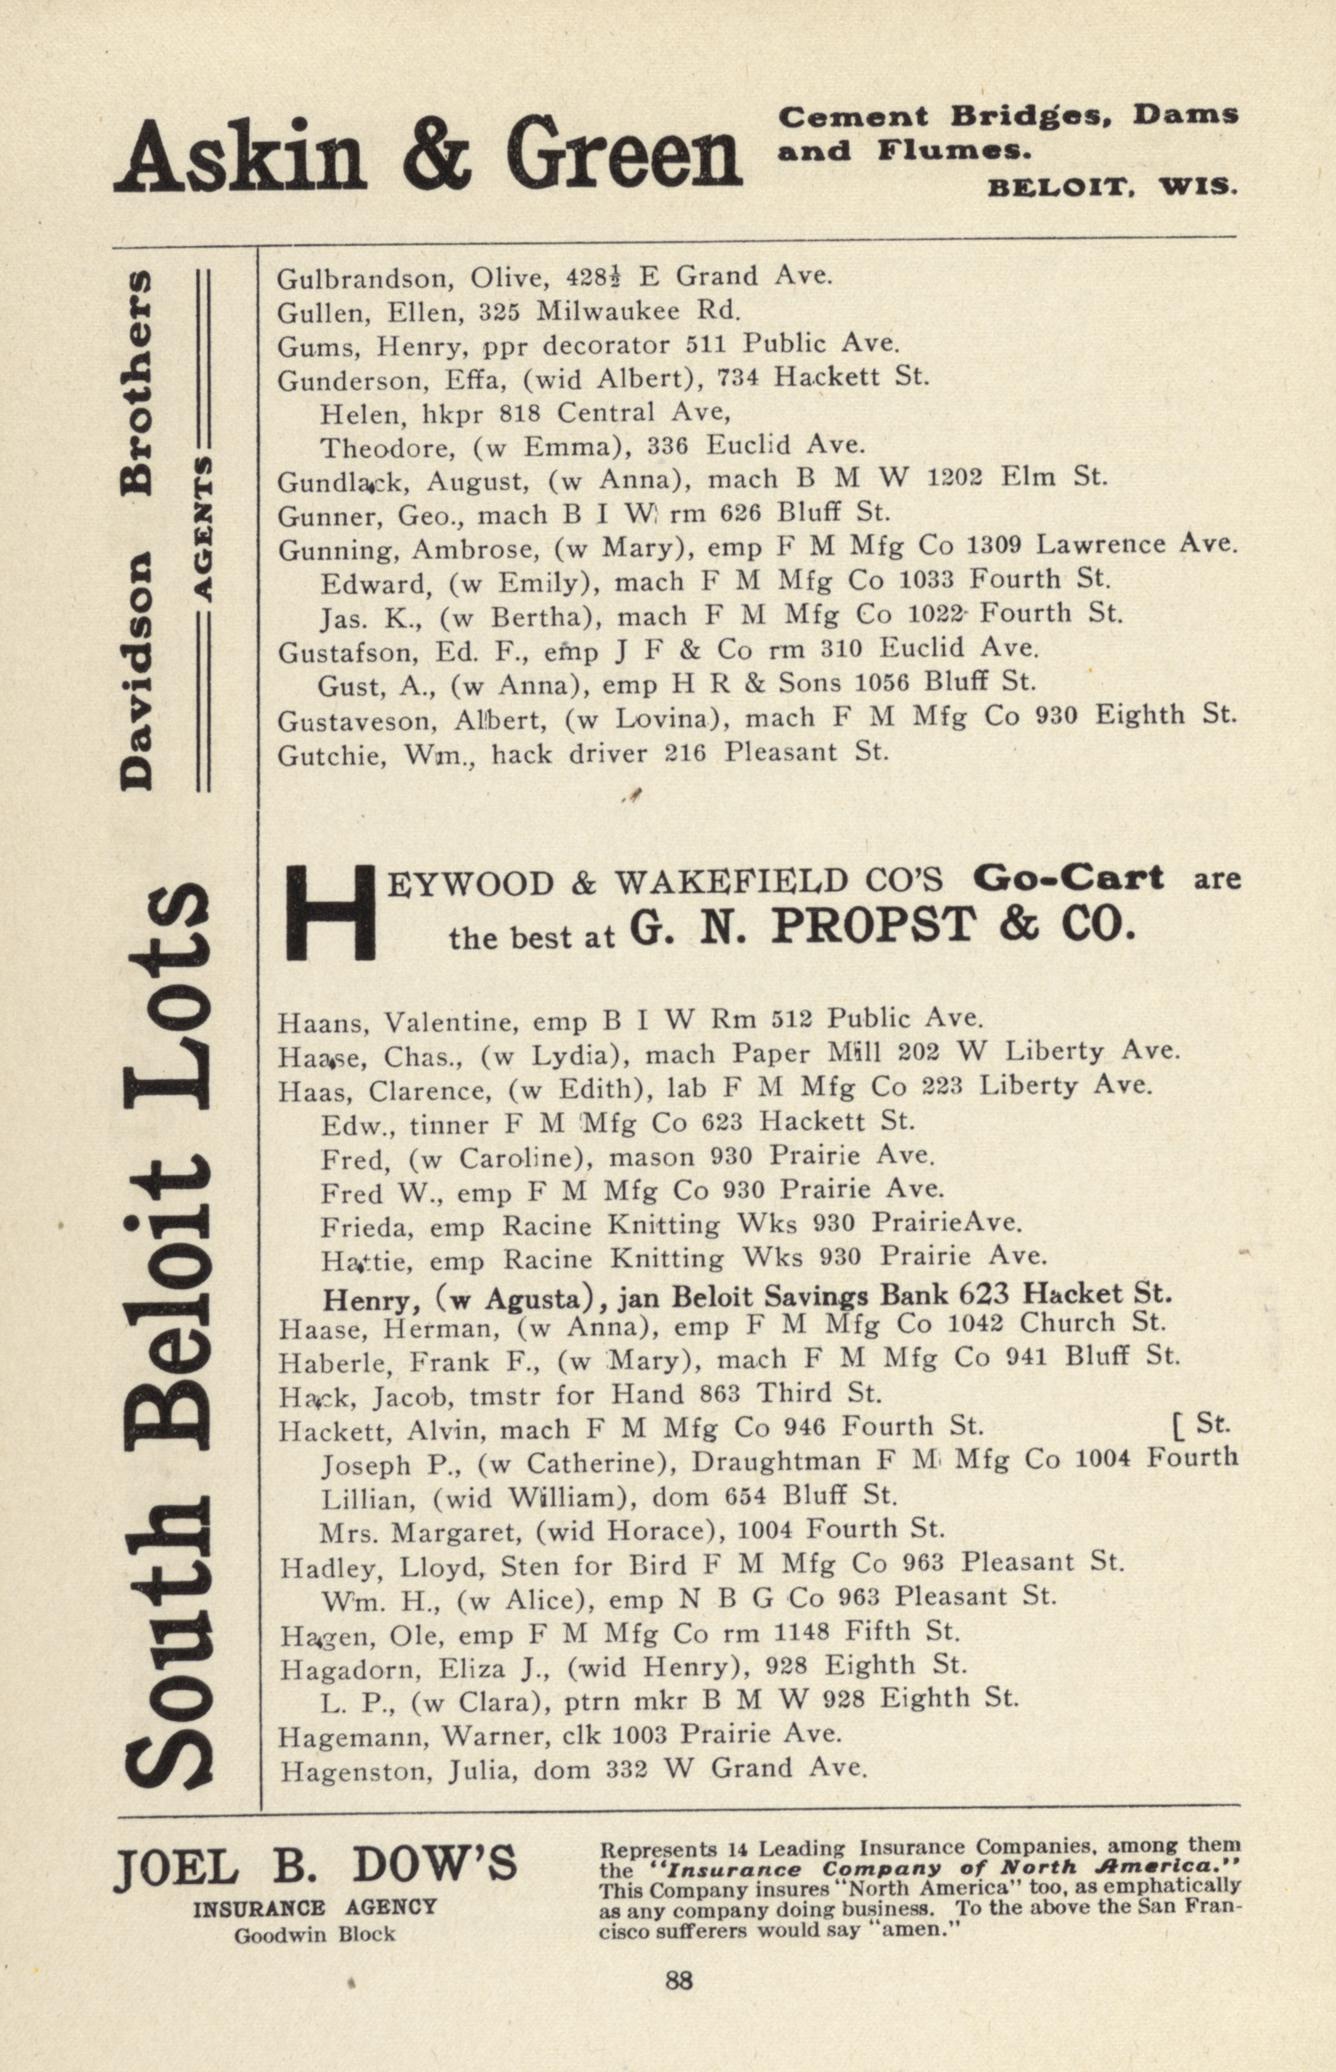 Askin & Green
Cement Bridges, Dams
and Flumes.
BELOIT, WIS.
Davidson Brothers
AGENTS
South Beloit Lots
Gulbrandson, Olive, 428½ E Grand Ave.
Gullen, Ellen, 325 Milwaukee Rd.
Gums, Henry, ppr decorator 511 Public Ave.
Gunderson, Effa, (wid Albert), 734 Hackett St.
Helen, hkpr 818 Central Ave,
Theodore, (w Emma), 336 Euclid Ave.
Gundlack, August, (w Anna), mach B M W 1202 Elm St.
Gunner, Geo., mach B I W rm 626 Bluff St.
Gunning, Ambrose, (w Mary), emp F M Mfg Co 1309 Lawrence Ave.
Edward, (w Emily), mach F M Mfg Co 1033 Fourth St.
Jas. K., (w Bertha), mach F M Mfg Co 1022 Fourth St.
Gustafson, Ed. F., emp J F & Co rm 310 Euclid Ave.
Gust, A., (w Anna), emp H R & Sons 1056 Bluff St.
Gustaveson, Albert, (w Lovina), mach F M Mfg Co 930 Eighth St.
Gutchie, Wm., hack driver 216 Pleasant St.
HEYWOOD & WAKEFIELD CO'S Go-Cart are
the best at G. N. PROPST & CO.
Haans, Valentine, emp B I W Rm 512 Public Ave.
Haase, Chas., (w Lydia), mach Paper Mill 202 W Liberty Ave.
Haas, Clarence, (w Edith), lab F M Mfg Co 223 Liberty Ave.
Edw., tinner F M Mfg Co 623 Hackett St.
Fred, (w Caroline), mason 930 Prairie Ave.
Fred W., emp F M Mfg Co 930 Prairie Ave.
Frieda, emp Racine Knitting Wks 930 PrairieAve.
Hattie, emp Racine Knitting Wks 930 Prairie Ave.
Henry, (w Agusta), jan Beloit Savings Bank 623 Hacket St.
Haase, Herman, (w Anna), emp F M Mfg Co 1042 Church St.
Haberle, Frank F., (w Mary), mach F M Mfg Co 941 Bluff St.
Hack, Jacob, tmstr for Hand 863 Third St.
Hackett, Alvin, mach F M Mfg Co 946 Fourth St. [ St.
Joseph P., (w Catherine), Draughtman F M Mfg Co 1004 Fourth
Lillian, (wid William), dom 654 Bluff St.
Mrs. Margaret, (wid Horace), 1004 Fourth St.
Hadley, Lloyd, Sten for Bird F M Mfg Co 963 Pleasant St.
Wm. H., (w Alice), emp N B G Co 963 Pleasant St.
Hagen, Ole, emp F M Mfg Co rm 1148 Fifth St.
Hagadorn, Eliza J., (wid Henry), 928 Eighth St.
L. P., (w Clara), ptrn mkr B M W 928 Eighth St.
Hagemann, Warner, clk 1003 Prairie Ave.
Hagenston, Julia, dom 332 W Grand Ave.
JOEL B. DOW'S
INSURANCE AGENCY
Goodwin Block
Represents 14 Leading Insurance Companies, among them
the "Insurance Company of North America."
This Company insures "North America" too, as emphatically
as any company doing business. To the above the San Fran-
cisco sufferers would say "amen."
88